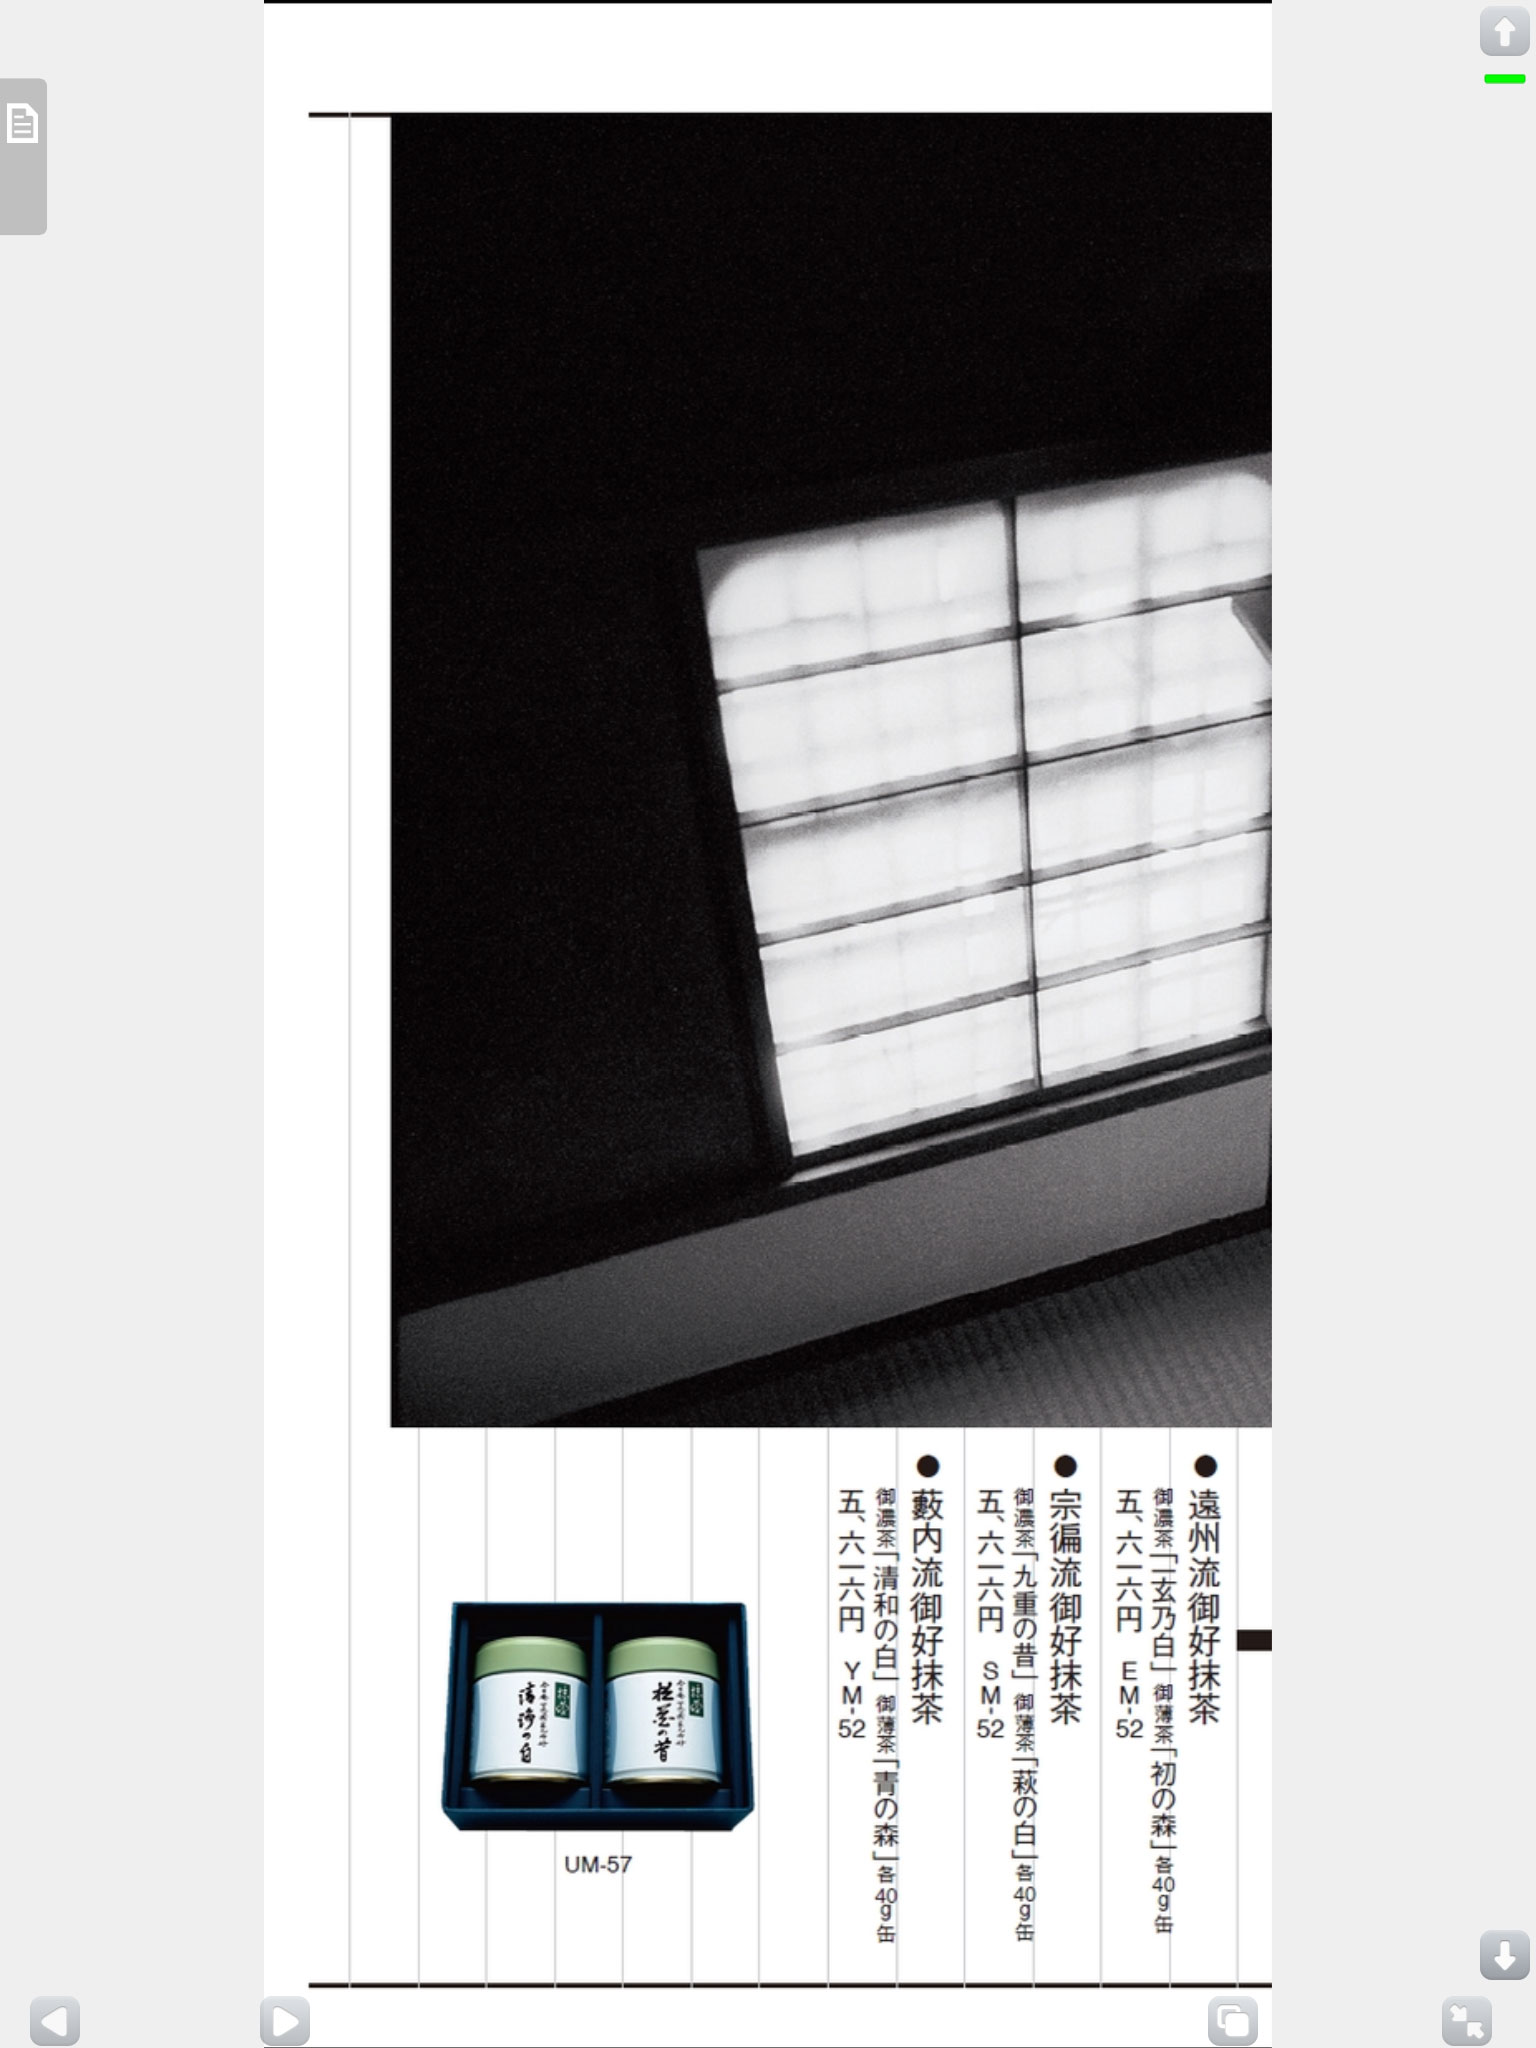 ●遠州流御好抹茶
御濃茶「一玄乃白」御薄茶「初の森」各40g缶
五、六一六円 EM-52
●宗徧流御好抹茶
御濃茶「九重の昔」御薄茶「萩の白」各40g缶
五、六一六円 SM-52
●藪内流御好抹茶
御濃茶「清和の白」御薄茶「青の森」各40g缶
五、六一六円 YM-52
松花の昔
清浄の白
UM-57